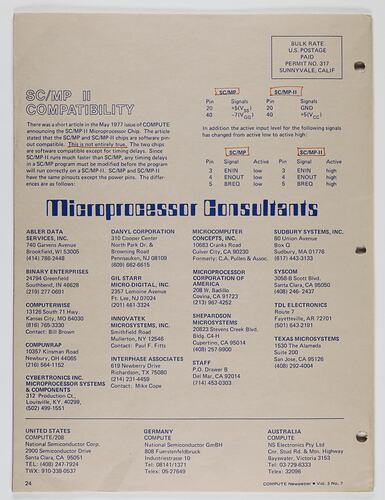 BULK RATE
U.S. POSTAGE
PAID
PERMIT NO. 317
SUNNYVALE, CALIF
SC/MP II
COMPATIBILITY
There was a short article in the May 1977 issue of COMPUTE
announcing the SC/MP-II Microprocessor Chip. The article
stated that the SC/MP and SC/MP-II chips are software pin-
out compatible. This is not entirely true. The two chips
are software compatible except for timing delays. Since
SC/MP-II runs much faster than SC/MP, any timing delays
in a SC/MP program must be modified before the program
will run correctly on a SC/MP-II. SC/MP and SC/MP-II
have the same pinouts except the power pins. The differ-
ences are as follows:
SC/MP SC/MP-II
Pin Signals Pin Signals
20 +5(VSS) 20 GND
40 −7(VGG) 40 +5(VCC)
In addition the active input level for the following signals
has changed from active low to active high:
SC/MP SC/MP-II
Pin Signals Active Pin Signals Active
3 ENIN low 3 ENIN high
4 ENOUT low 4 ENOUT high
5 BREQ low 5 BREQ high
Microprocessor Consultants
ABLER DATA
SERVICES, INC.
740 Garvens Avenue
Brookfield, WI 53005
(414) 786-2448
BINARY ENTERPRISES
24794 Greenfield
Southbend, IN 46628
(219) 277-0691
COMPUTERWISE
13126 South 71 Hwy.
Kansas City, MO 64030
(816) 765-3330
Contact: Bill Brown
COMPUWRAP
10357 Kinsman Road
Newbury, OH 44065
(216) 564-1152
CYBERTRONICS INC.
MICROPROCESSOR SYSTEMS
& COMPONENTS
312 Production Ct.,
Louisville, KY. 40299,
(502) 499-1551
DANYL CORPORATION
310 Cooper Center
North Park Dr. &
Browning Road
Pennsauken, NJ 08109
(609) 662-6615
GIL STARR
MICRO-DIGITAL, INC.
2357 Lemoine Avenue
Ft. Lee, NJ 07024
(201) 461-3324
INNOVATEK
MICROSYSTEMS, INC.
Smithfield Road
Millerton, NY 12546
Contact: Paul F. Fitts
INTERPHASE ASSOCIATES
619 Newberry Drive
Richardson, TX 75080
(214) 231-4459
Contact: Mike Cope
MICROCOMPUTER
CONCEPTS, INC.
10683 Cranks Road
Culver City, CA 90230
Formerly: C.A. Pullen & Assoc.
MICROPROCESSOR
CORPORATION OF
AMERICA
208 W. Badillo
Covina, CA 91723
(213) 967-4252
SHEPARDSON
MICROSYSTEMS
20823 Stevens Creek Blvd.
Bldg. C4-H
Cupertino, CA 95014
(408) 257-9900
STAFF
P.O. Drawer B
Del Mar, CA 92014
(714) 453-0303
SUDBURY SYSTEMS, INC.
80 Union Avenue
Box Q
Sudbury, MA 01776
(617) 443-3133
SYSCOM
3058-B Scott Blvd.
Santa Clara, CA 95050
(408) 246-2437
TDL ELECTRONICS
Route 7
Fayetteville, AR 72701
(501) 643-2191
TEXAS MICROSYSTEMS
1530 The Alameda
Suite 200
San Jose, CA 95126
(408) 292-4004
UNITED STATES
COMPUTE/208
National Semiconductor Corp.
2900 Semiconductor Drive
Santa Clara, CA 95051
TEL: (408) 247-7924
TWX: 910-338-0537
GERMANY
COMPUTE
National Semiconductor GmbH
808 Fuerstenfeldbruck
Industriestrasse 10
Tel: 08141/1371
Telex: 05-27649
AUSTRALIA
COMPUTE
NS Electronics Pty Ltd
Cnr. Stud Rd. & Mtn. Highway
Bayswater, Victoria 3153
Tel: 03-729-6333
Telex: 32096
24
COMPUTE Newsletter • Vol. 3 No. 7